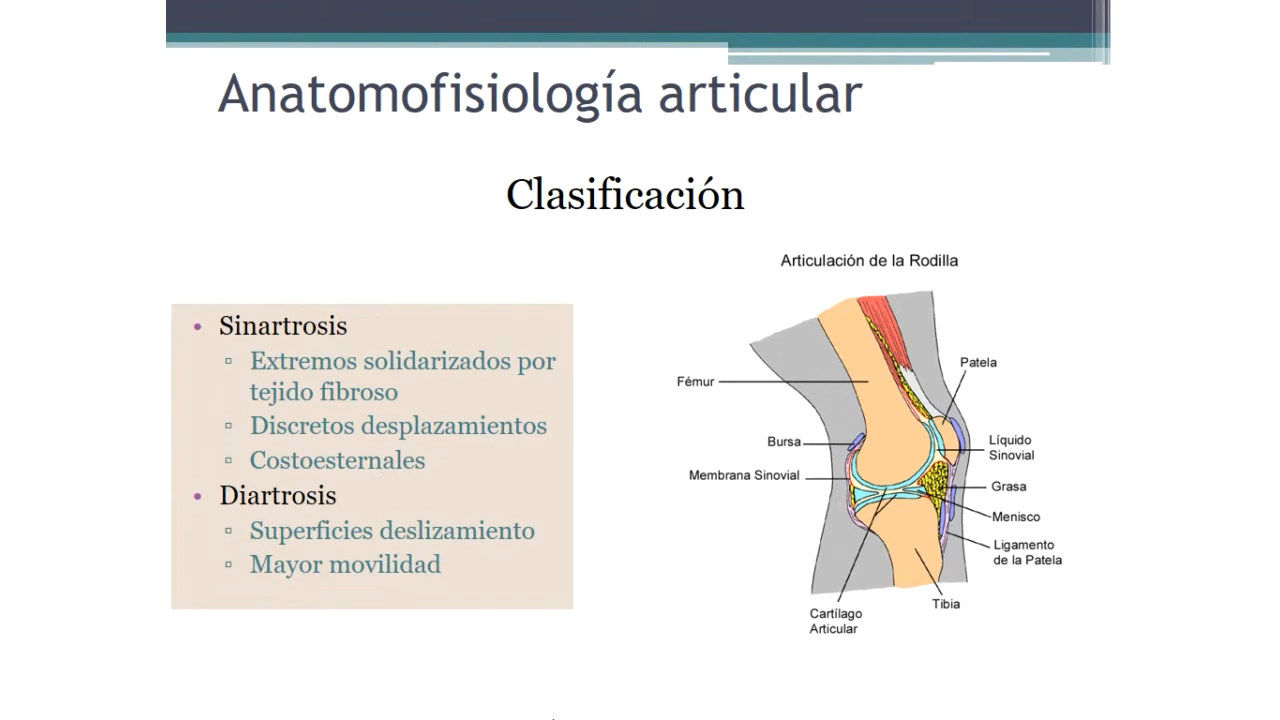 Anatomofisiología articular
Clasificación
Sinartrosis
Extremos solidarizados por
tejido fibroso
Discretos desplazamientos
Costoesternales
Diartrosis
Superficies deslizamiento
Mayor movilidad
Articulación de la Rodilla
Patela
Fémur
Bursa
Líquido
Sinovial
Membrana Sinovial
Grasa
Menisco
Ligamento
de la Patela
Tibia
Cartílago
Articular